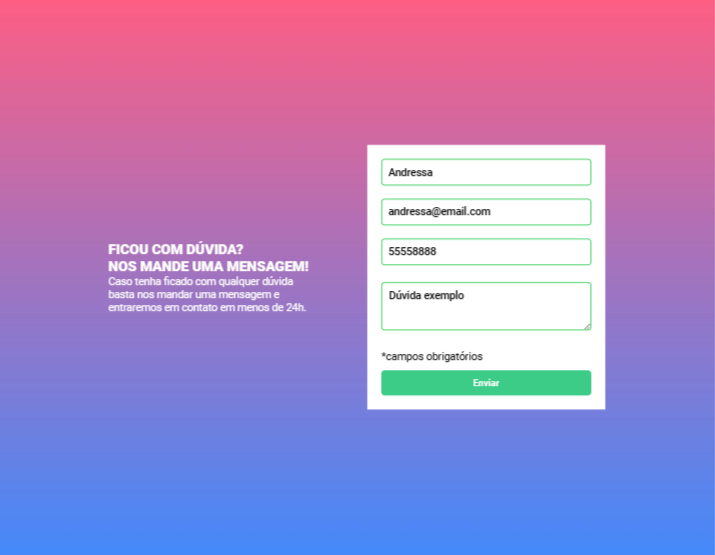 FICOU COM DÚVIDA?
NOS MANDE UMA MENSAGEM!
Caso tenha ficado com qualquer dúvida
basta nos mandar uma mensagem e
entraremos em contato em menos de 24h.
Andressa
andressa@email.com
55558888
Dúvida exemplo
*campos obrigatórios
Enviar